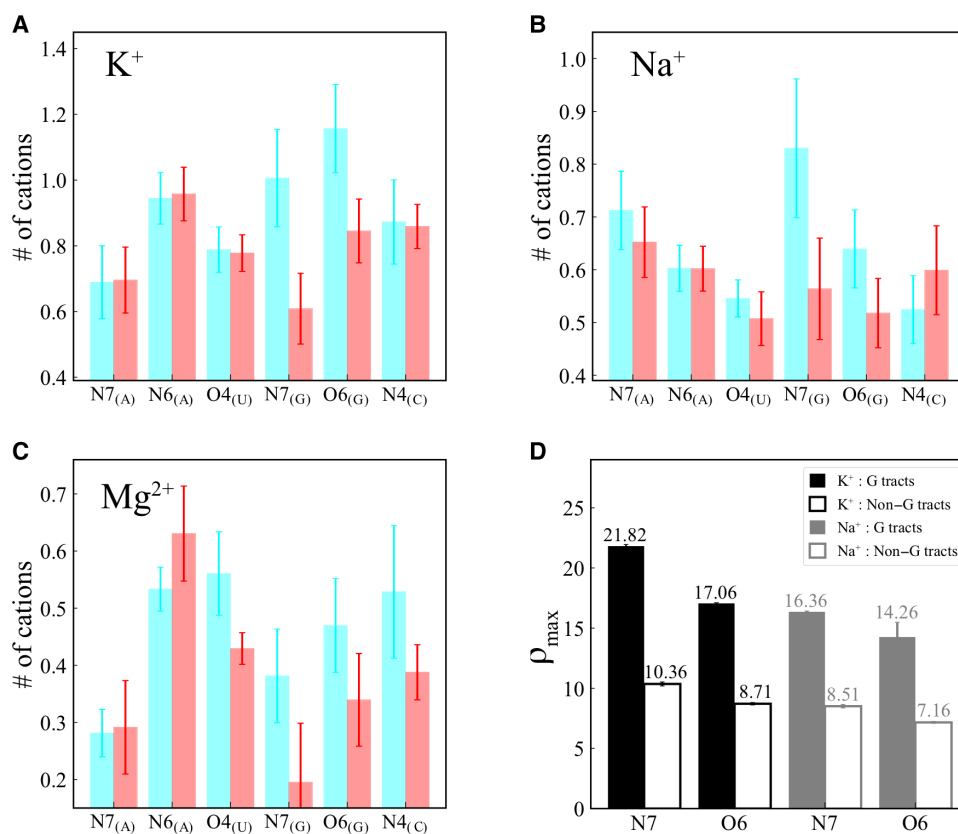 A
K⁺
# of cations
1.4
1.2
1.0
0.8
0.6
0.4
N7(A) N6(A) O4(U) N7(G) O6(G) N4(C)
B
Na⁺
# of cations
1.0
0.9
0.8
0.7
0.6
0.5
0.4
N7(A) N6(A) O4(U) N7(G) O6(G) N4(C)
C
Mg²⁺
# of cations
0.7
0.6
0.5
0.4
0.3
0.2
N7(A) N6(A) O4(U) N7(G) O6(G) N4(C)
D
K⁺ : G tracts
K⁺ : Non−G tracts
Na⁺ : G tracts
Na⁺ : Non−G tracts
ρmax
25
20
15
10
5
0
21.82
10.36
17.06
8.71
16.36
8.51
14.26
7.16
N7 O6 N7 O6